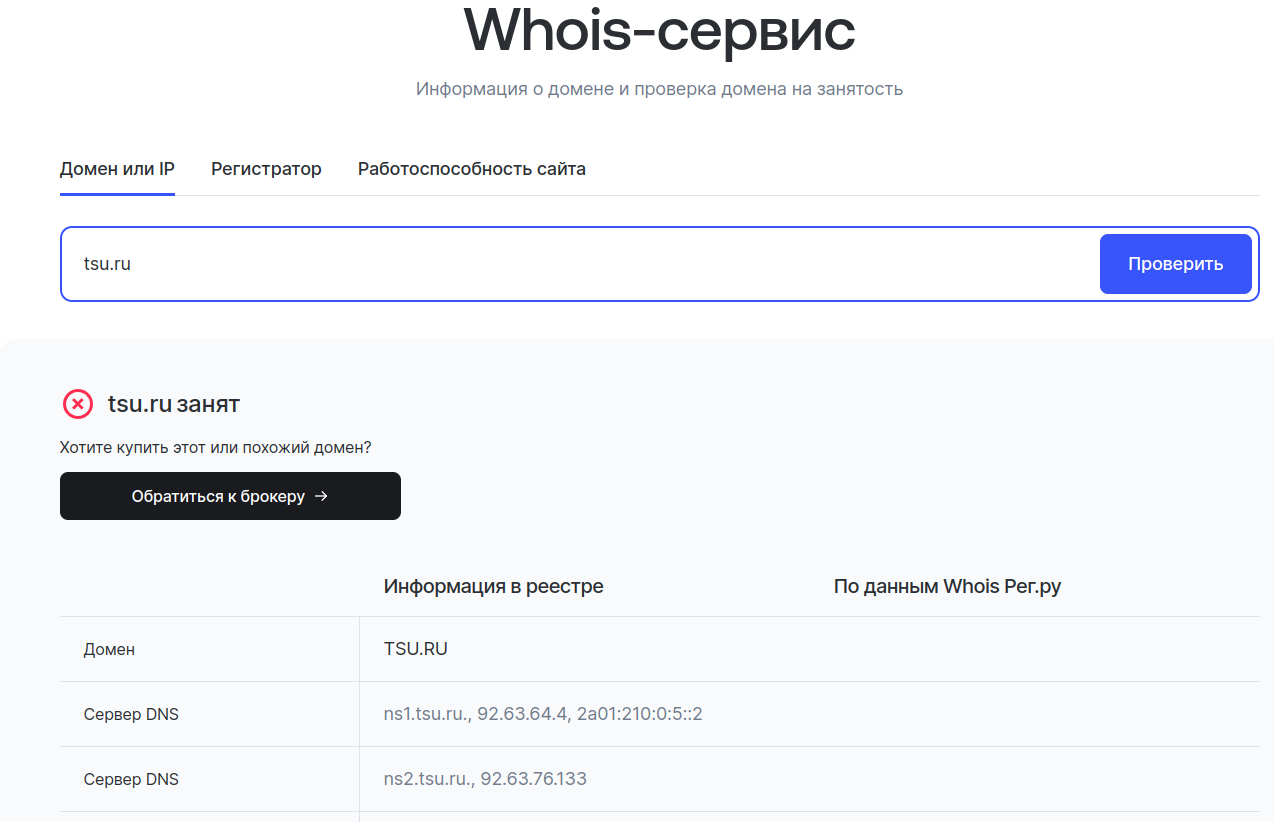 Whois-сервис
Информация о домене и проверка домена на занятость
Домен или IP Регистратор Работоспособность сайта
tsu.ru Проверить
tsu.ru занят
Хотите купить этот или похожий домен?
Обратиться к брокеру →
Информация в реестре По данным Whois Рег.ру
Домен TSU.RU
Сервер DNS ns1.tsu.ru., 92.63.64.4, 2a01:210:0:5::2
Сервер DNS ns2.tsu.ru., 92.63.76.133